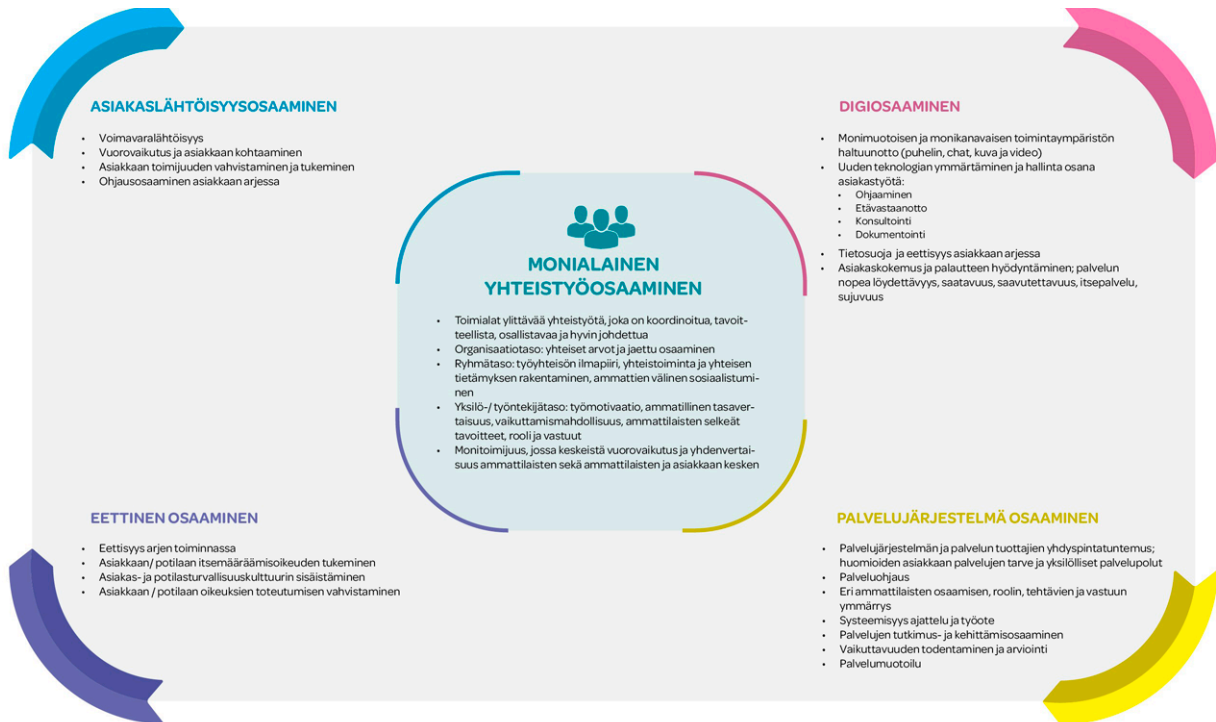 ASIAKASLÄHTÖISYYSOSAAMINEN
• Voimavaralähtöisyys
• Vuorovaikutus ja asiakkaan kohtaaminen
• Asiakkaan toimijuuden vahvistaminen ja tukeminen
• Ohjausosaaminen asiakkaan arjessa
DIGIOSAAMINEN
• Monimuotoisen ja monikanavaisen toimintaympäristön
haltuunotto (puhelin, chat, kuva ja video)
• Uuden teknologian ymmärtäminen ja hallinta osana
asiakastyötä:
• Ohjaaminen
• Etävastaanotto
• Konsultointi
• Dokumentointi
• Tietosuoja ja eettisyys asiakkaan arjessa
• Asiakaskokemus ja palautteen hyödyntäminen; palvelun
nopea löydettävyys, saatavuus, saavutettavuus, itsepalvelu,
sujuvuus
MONIALAINEN
YHTEISTYÖOSAAMINEN
• Toimialat ylittävää yhteistyötä, joka on koordinoitua, tavoit-
teellista, osallistavaa ja hyvin johdettua
• Organisaatiotaso: yhteiset arvot ja jaettu osaaminen
• Ryhmätaso: työyhteisön ilmapiiri, yhteistoiminta ja yhteisen
tietämyksen rakentaminen, ammattien välinen sosiaalistumi-
nen
• Yksilö-/ työntekijätaso: työmotivaatio, ammatillinen tasaver-
taisuus, vaikuttamismahdollisuus, ammattilaisten selkeät
tavoitteet, rooli ja vastuut
• Monitoimijuus, jossa keskeistä vuorovaikutus ja yhdenvertai-
suus ammattilaisten sekä ammattilaisten ja asiakkaan kesken
EETTINEN OSAAMINEN
• Eettisyys arjen toiminnassa
• Asiakkaan/ potilaan itsemääräämisoikeuden tukeminen
• Asiakas- ja potilasturvallisuuskulttuurin sisäistäminen
• Asiakkaan / potilaan oikeuksien toteutumisen vahvistaminen
PALVELUJÄRJESTELMÄ OSAAMINEN
• Palvelujärjestelmän ja palvelun tuottajien yhdyspintatuntemus;
huomioiden asiakkaan palvelujen tarve ja yksilölliset palvelupolut
• Palveluohjaus
• Eri ammattilaisten osaamisen, roolin, tehtävien ja vastuun
ymmärrys
• Systeemisyys ajattelu ja työote
• Palvelujen tutkimus- ja kehittämisosaaminen
• Vaikuttavuuden todentaminen ja arviointi
• Palvelumuotoilu